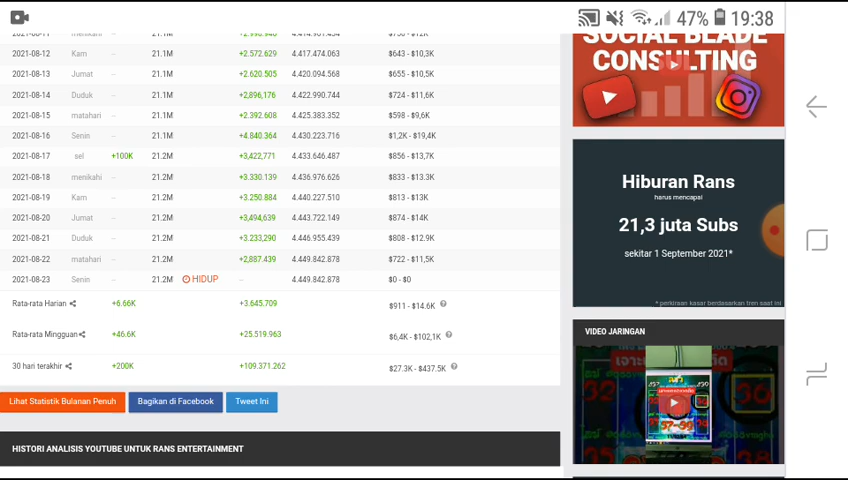 47% 19:38
2021-08-12 Kam -- 21.1M +2.572.629 4.417.474.063 $643 - $10,3K
2021-08-13 Jumat -- 21.1M +2.620.505 4.420.094.568 $655 - $10,5K
2021-08-14 Duduk -- 21.1M +2,896,176 4.422.990.744 $724 - $11,6K
2021-08-15 matahari -- 21.1M +2.392.608 4.425.383.352 $598 - $9,6K
2021-08-16 Senin -- 21.1M +4.840.364 4.430.223.716 $1,2K - $19,4K
2021-08-17 sel +100K 21.2M +3,422,771 4.433.646.487 $856 - $13,7K
2021-08-18 menikahi -- 21.2M +3.330.139 4.436.976.626 $833 - $13.3K
2021-08-19 Kam -- 21.2M +3.250.884 4.440.227.510 $813 - $13K
2021-08-20 Jumat -- 21.2M +3,494,639 4.443.722.149 $874 - $14K
2021-08-21 Duduk -- 21.2M +3.233,290 4.446.955.439 $808 - $12.9K
2021-08-22 matahari -- 21.2M +2,887.439 4.449.842.878 $722 - $11,5K
2021-08-23 Senin -- 21.2M HIDUP -- 4.449.842.878 $0 - $0
Rata-rata Harian +6.66K +3.645.709 $911 - $14.6K
Rata-rata Mingguan +46.6K +25.519.963 $6,4K - $102,1K
30 hari terakhir +200K +109.371.262 $27.3K - $437.5K
Lihat Statistik Bulanan Penuh Bagikan di Facebook Tweet Ini
HISTORI ANALISIS YOUTUBE UNTUK RANS ENTERTAINMENT
SOCIAL BLADE
CONSULTING
Hiburan Rans
harus mencapai
21,3 juta Subs
sekitar 1 September 2021*
* perkiraan kasar berdasarkan tren saat ini
VIDEO JARINGAN
57-59